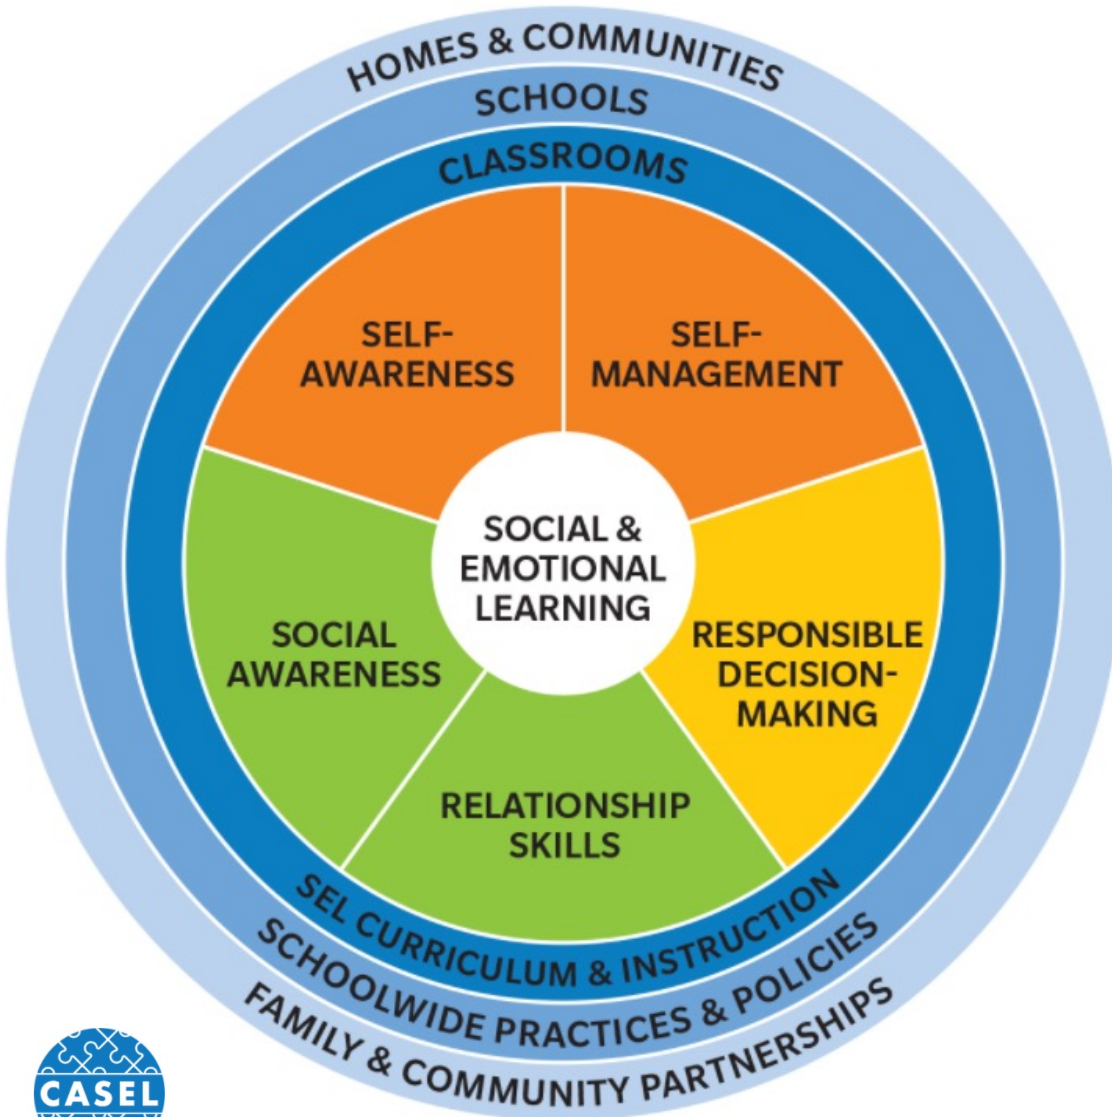 HOMES & COMMUNITIES
SCHOOLS
CLASSROOMS
SELF-
AWARENESS
SELF-
MANAGEMENT
SOCIAL &
EMOTIONAL
LEARNING
SOCIAL
AWARENESS
RESPONSIBLE
DECISION-
MAKING
RELATIONSHIP
SKILLS
SEL CURRICULUM & INSTRUCTION
SCHOOLWIDE PRACTICES & POLICIES
FAMILY & COMMUNITY PARTNERSHIPS
CASEL